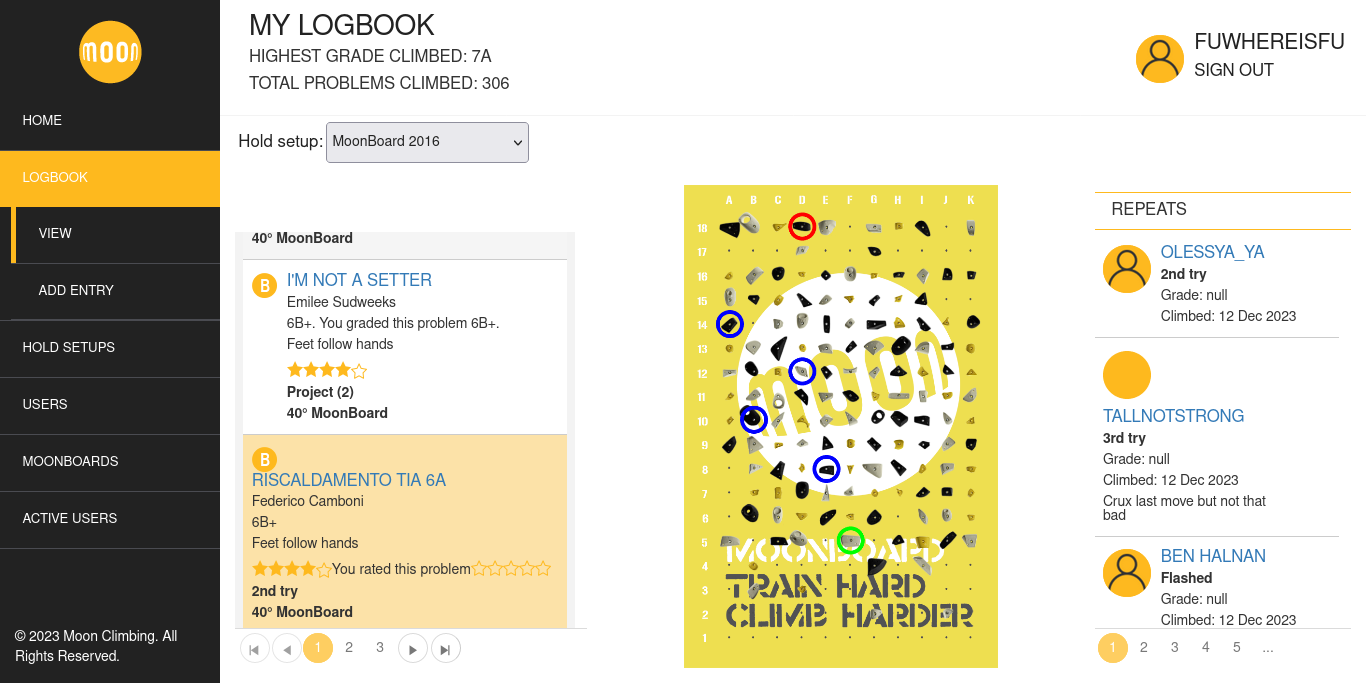 moon
MY LOGBOOK
HIGHEST GRADE CLIMBED: 7A
TOTAL PROBLEMS CLIMBED: 306
FUWHEREISFU
SIGN OUT
HOME
LOGBOOK
VIEW
ADD ENTRY
HOLD SETUPS
USERS
MOONBOARDS
ACTIVE USERS
© 2023 Moon Climbing. All
Rights Reserved.
Hold setup: MoonBoard 2016
40° MoonBoard
B
I'M NOT A SETTER
Emilee Sudweeks
6B+. You graded this problem 6B+.
Feet follow hands
Project (2)
40° MoonBoard
B
RISCALDAMENTO TIA 6A
Federico Camboni
6B+
Feet follow hands
You rated this problem
2nd try
40° MoonBoard
1 2 3
A B C D E F G H I J K
18
17
16
15
14
13
12
11
10
9
8
7
6
5
4
3
2
1
moon
MOONBOARD
TRAIN HARD
CLIMB HARDER
REPEATS
OLESSYA_YA
2nd try
Grade: null
Climbed: 12 Dec 2023
TALLNOTSTRONG
3rd try
Grade: null
Climbed: 12 Dec 2023
Crux last move but not that
bad
BEN HALNAN
Flashed
Grade: null
Climbed: 12 Dec 2023
1 2 3 4 5 ...